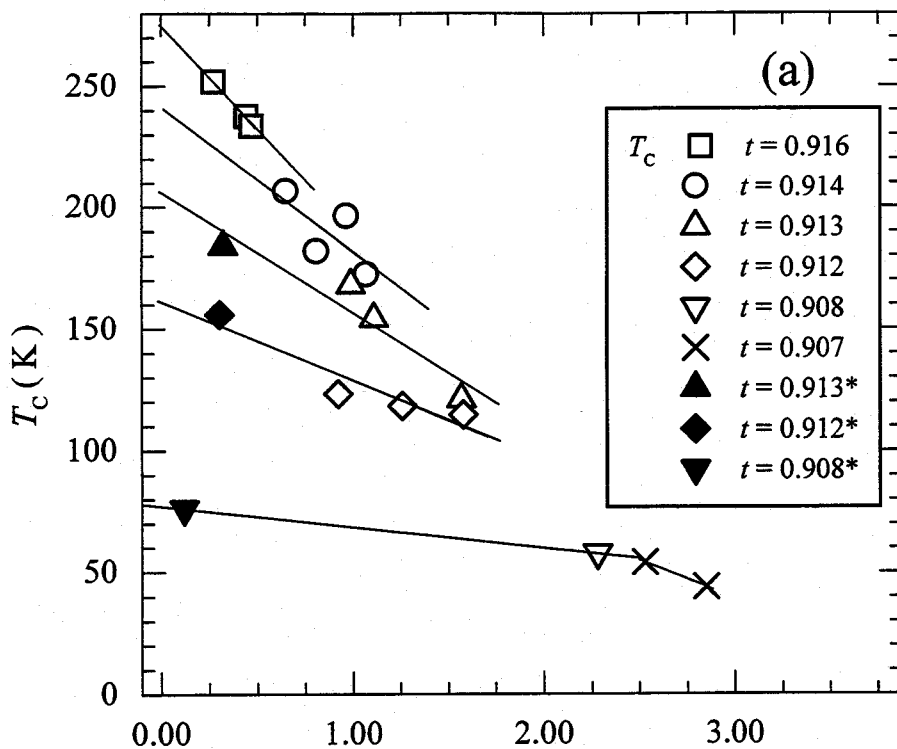 (a)
250
200
150
100
50
0
T_C (K)
T_C t = 0.916
t = 0.914
t = 0.913
t = 0.912
t = 0.908
t = 0.907
t = 0.913*
t = 0.912*
t = 0.908*
0.00 1.00 2.00 3.00